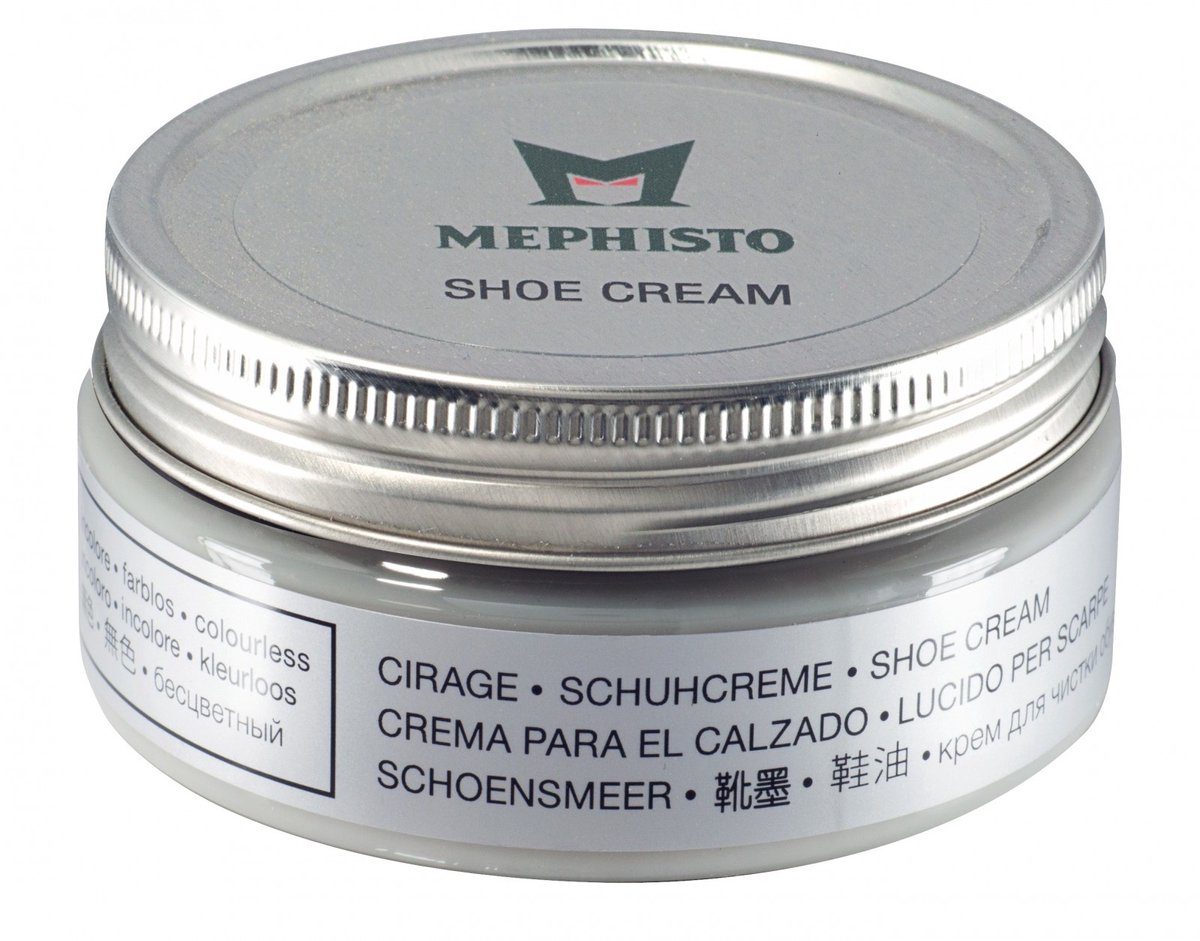 MEPHISTO
SHOE CREAM
farblos • colourless
incolore • kleurloos
無色 • бесцветный
CIRAGE • SCHUHCREME • SHOE CREAM
CREMA PARA EL CALZADO • LUCIDO PER SCARPE
SCHOENSMEER • 靴墨 • 鞋油 • крем для чистки